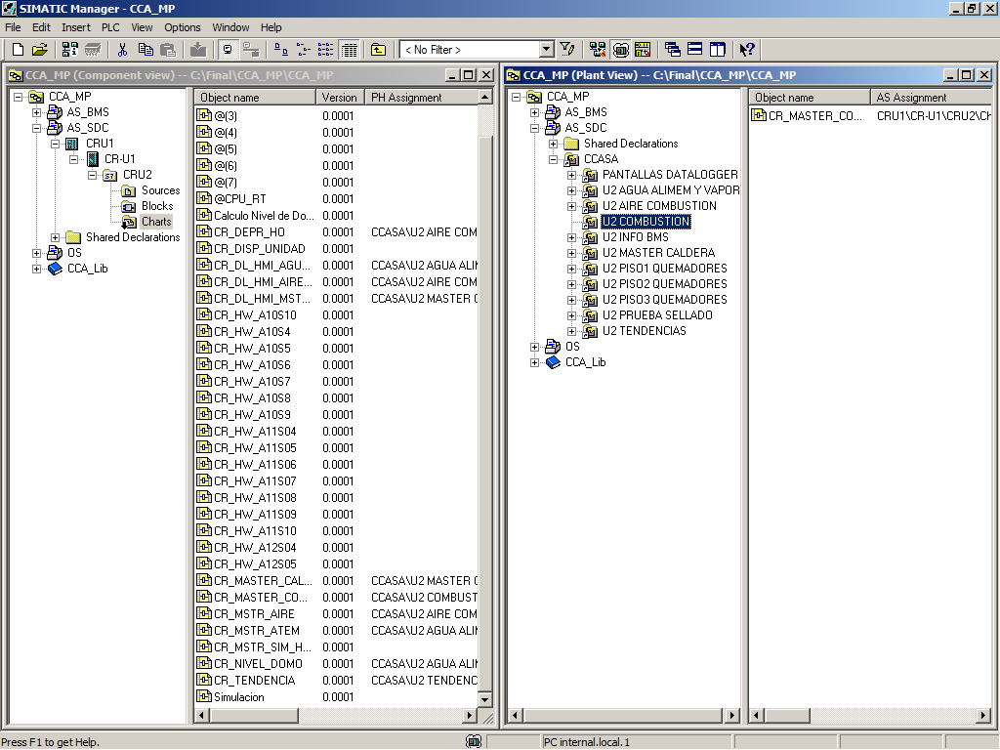 SIMATIC Manager - CCA_MP
File Edit Insert PLC View Options Window Help
< No Filter >
CCA_MP (Component view) -- C:\Final\CCA_MP\CCA_MP
CCA_MP
AS_BMS
AS_SDC
CRU1
CR-U1
CRU2
Sources
Blocks
Charts
Shared Declarations
OS
CCA_Lib
Object name Version PH Assignment
@(3) 0.0001
@(4) 0.0001
@(5) 0.0001
@(6) 0.0001
@(7) 0.0001
@CPU_RT 0.0001
Calculo Nivel de Do... 0.0001
CR_DEPR_HO 0.0001 CCASA\U2 AIRE COM
CR_DISP_UNIDAD 0.0001
CR_DL_HMI_AGU... 0.0001 CCASA\U2 AGUA ALIM
CR_DL_HMI_AIRE... 0.0001 CCASA\U2 AIRE COM
CR_DL_HMI_MST... 0.0001 CCASA\U2 MASTER C
CR_HW_A10S10 0.0001
CR_HW_A10S4 0.0001
CR_HW_A10S5 0.0001
CR_HW_A10S6 0.0001
CR_HW_A10S7 0.0001
CR_HW_A10S8 0.0001
CR_HW_A10S9 0.0001
CR_HW_A11S04 0.0001
CR_HW_A11S05 0.0001
CR_HW_A11S06 0.0001
CR_HW_A11S07 0.0001
CR_HW_A11S08 0.0001
CR_HW_A11S09 0.0001
CR_HW_A11S10 0.0001
CR_HW_A12S04 0.0001
CR_HW_A12S05 0.0001
CR_MASTER_CAL... 0.0001 CCASA\U2 MASTER C
CR_MASTER_CO... 0.0001 CCASA\U2 COMBUST
CR_MSTR_AIRE 0.0001 CCASA\U2 AIRE COM
CR_MSTR_ATEM 0.0001 CCASA\U2 AGUA ALIM
CR_MSTR_SIM_H... 0.0001
CR_NIVEL_DOMO 0.0001 CCASA\U2 AGUA ALIM
CR_TENDENCIA 0.0001 CCASA\U2 TENDENC
Simulacion 0.0001
CCA_MP (Plant View) -- C:\Final\CCA_MP\CCA_MP
CCA_MP
AS_BMS
AS_SDC
Shared Declarations
CCASA
PANTALLAS DATALOGGER
U2 AGUA ALIMEM Y VAPOR
U2 AIRE COMBUSTION
U2 COMBUSTION
U2 INFO BMS
U2 MASTER CALDERA
U2 PISO1 QUEMADORES
U2 PISO2 QUEMADORES
U2 PISO3 QUEMADORES
U2 PRUEBA SELLADO
U2 TENDENCIAS
OS
CCA_Lib
Object name AS Assignment
CR_MASTER_CO... CRU1\CR-U1\CRU2\Ch
Press F1 to get Help.
PC internal.local.1